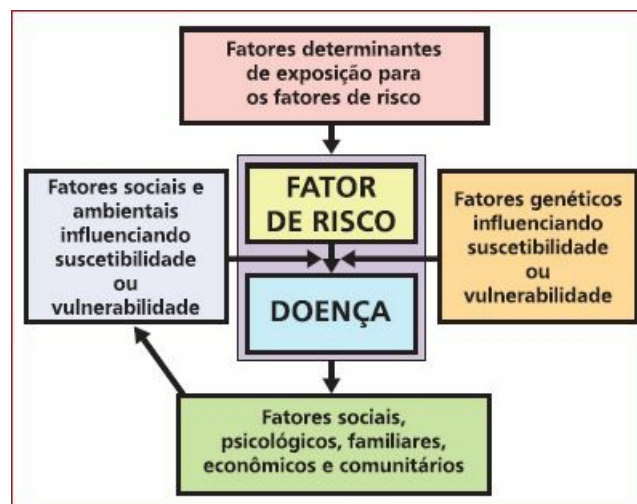 Fatores determinantes
de exposição para
os fatores de risco
Fatores sociais e
ambientais
influenciando
suscetibilidade
ou
vulnerabilidade
FATOR
DE RISCO
Fatores genéticos
influenciando
suscetibilidade
ou
vulnerabilidade
DOENÇA
Fatores sociais,
psicológicos, familiares,
econômicos e comunitários